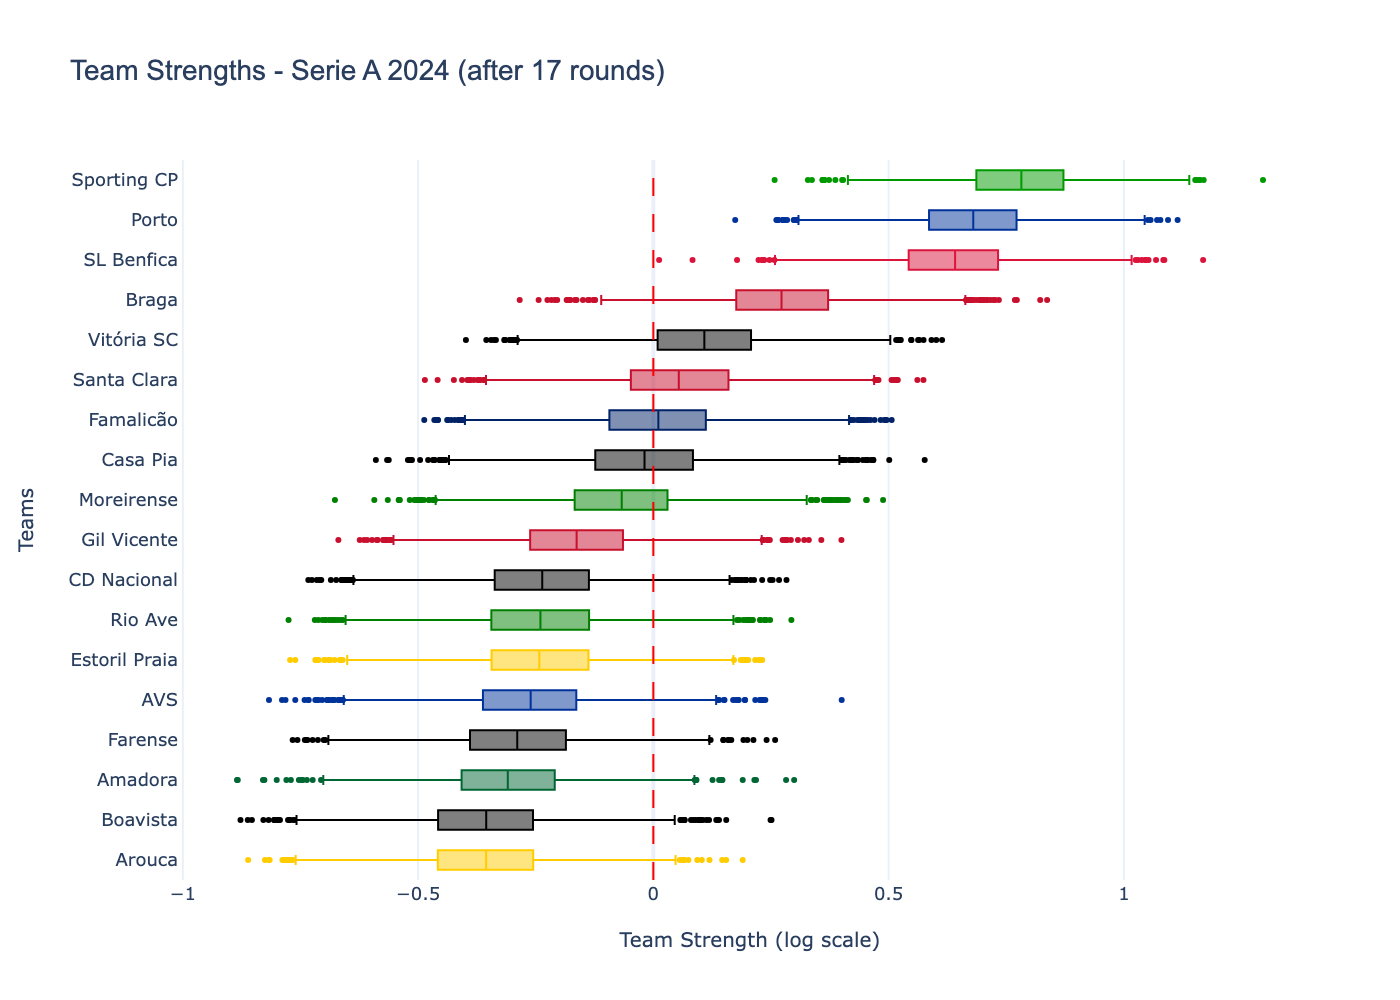 Team Strengths - Serie A 2024 (after 17 rounds)
Sporting CP
Porto
SL Benfica
Braga
Vitória SC
Santa Clara
Famalicão
Casa Pia
Moreirense
Gil Vicente
CD Nacional
Rio Ave
Estoril Praia
AVS
Farense
Amadora
Boavista
Arouca
Teams
−1
−0.5
0
0.5
1
Team Strength (log scale)